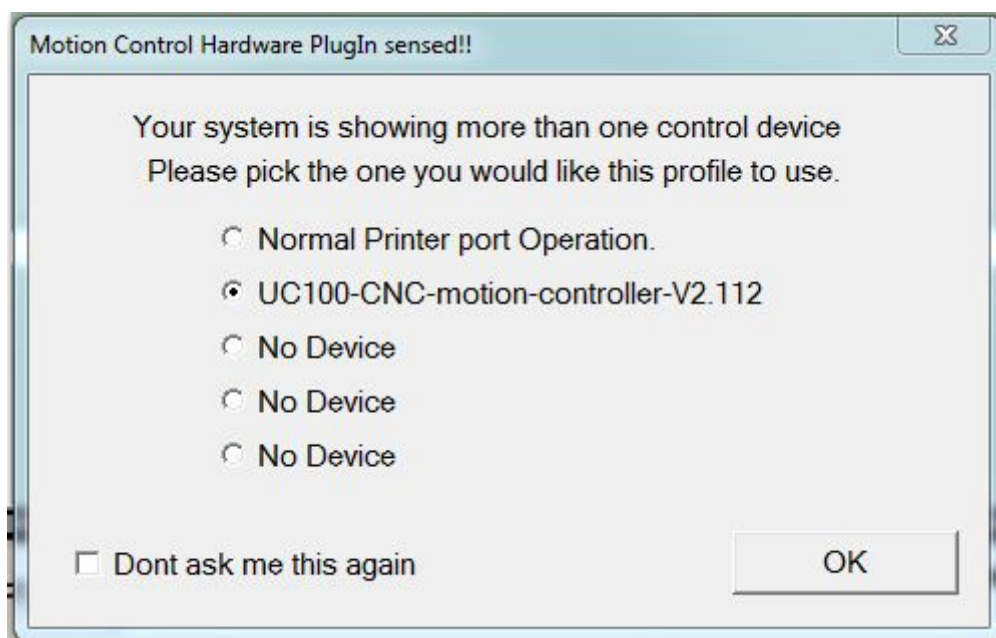 Motion Control Hardware PlugIn sensed!!
Your system is showing more than one control device
Please pick the one you would like this profile to use.
Normal Printer port Operation.
UC100-CNC-motion-controller-V2.112
No Device
No Device
No Device
Dont ask me this again
OK